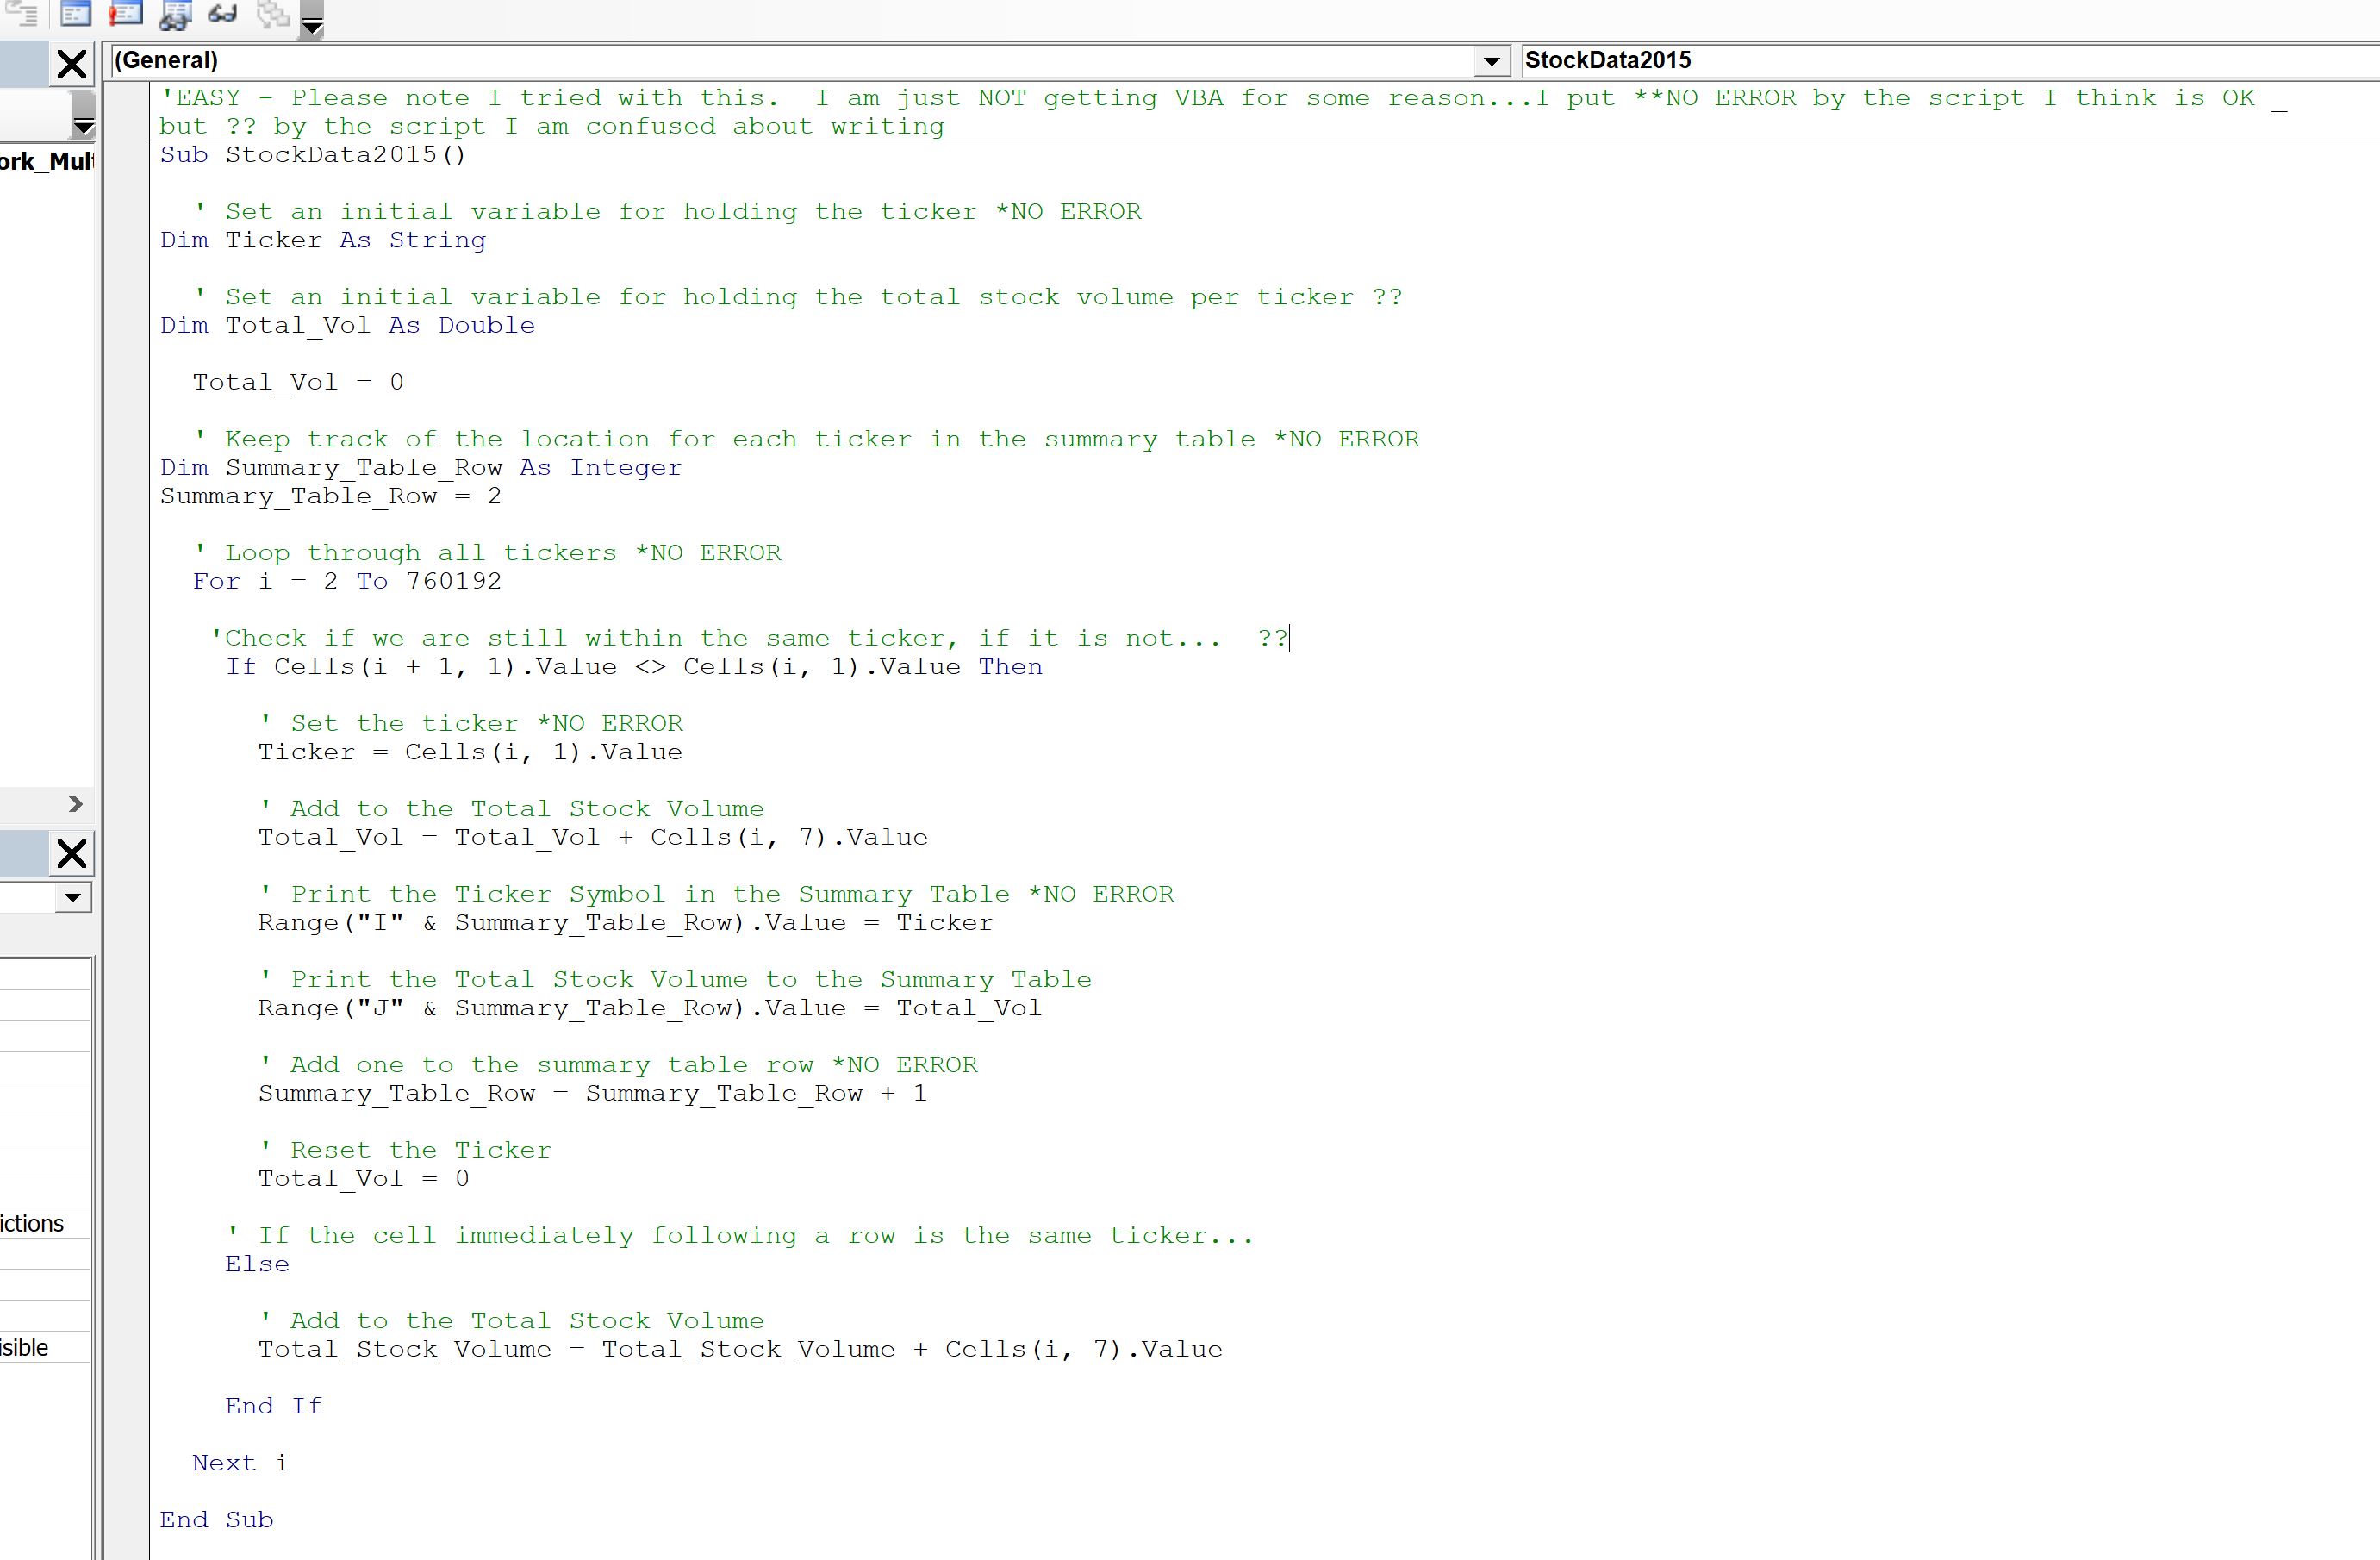 (General)
StockData2015
'EASY - Please note I tried with this.  I am just NOT getting VBA for some reason...I put **NO ERROR by the script I think is OK _
but ?? by the script I am confused about writing
Sub StockData2015()
ork_Mult
' Set an initial variable for holding the ticker *NO ERROR
Dim Ticker As String
' Set an initial variable for holding the total stock volume per ticker ??
Dim Total_Vol As Double
Total_Vol = 0
' Keep track of the location for each ticker in the summary table *NO ERROR
Dim Summary_Table_Row As Integer
Summary_Table_Row = 2
' Loop through all tickers *NO ERROR
For i = 2 To 760192
'Check if we are still within the same ticker, if it is not...  ??
If Cells(i + 1, 1).Value <> Cells(i, 1).Value Then
' Set the ticker *NO ERROR
Ticker = Cells(i, 1).Value
' Add to the Total Stock Volume
Total_Vol = Total_Vol + Cells(i, 7).Value
' Print the Ticker Symbol in the Summary Table *NO ERROR
Range("I" & Summary_Table_Row).Value = Ticker
' Print the Total Stock Volume to the Summary Table
Range("J" & Summary_Table_Row).Value = Total_Vol
' Add one to the summary table row *NO ERROR
Summary_Table_Row = Summary_Table_Row + 1
' Reset the Ticker
Total_Vol = 0
ictions
' If the cell immediately following a row is the same ticker...
Else
' Add to the Total Stock Volume
isible
Total_Stock_Volume = Total_Stock_Volume + Cells(i, 7).Value
End If
Next i
End Sub